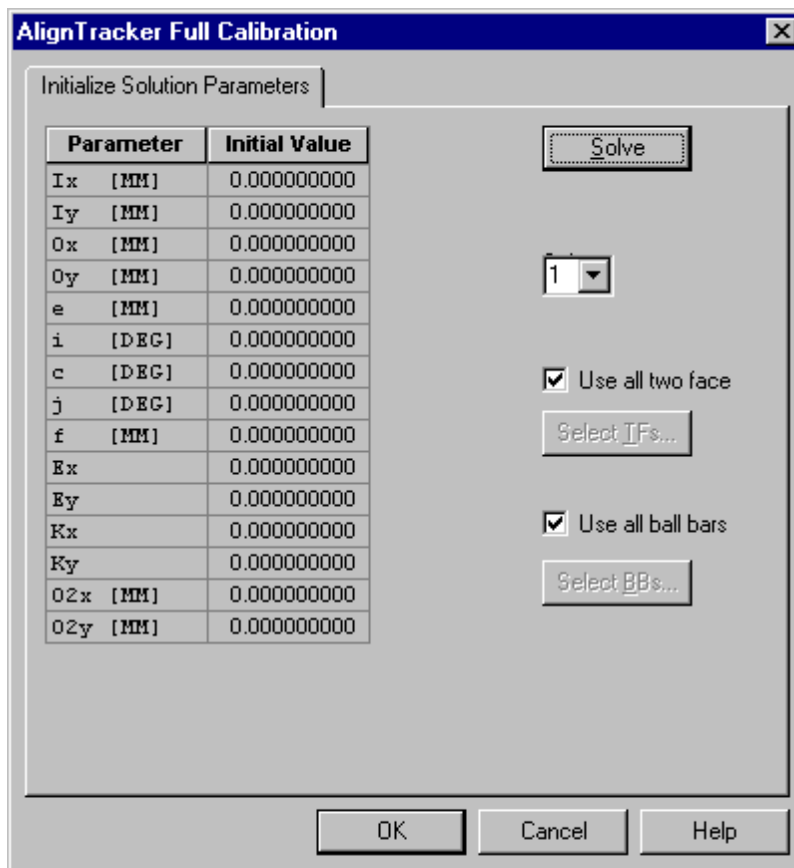 AlignTracker Full Calibration
Initialize Solution Parameters
Parameter Initial Value
Ix [MM] 0.000000000
Iy [MM] 0.000000000
Ox [MM] 0.000000000
Oy [MM] 0.000000000
e [MM] 0.000000000
i [DEG] 0.000000000
c [DEG] 0.000000000
j [DEG] 0.000000000
f [MM] 0.000000000
Ex 0.000000000
Ey 0.000000000
Kx 0.000000000
Ky 0.000000000
O2x [MM] 0.000000000
O2y [MM] 0.000000000
Solve
1
Use all two face
Select TFs...
Use all ball bars
Select BBs...
OK Cancel Help